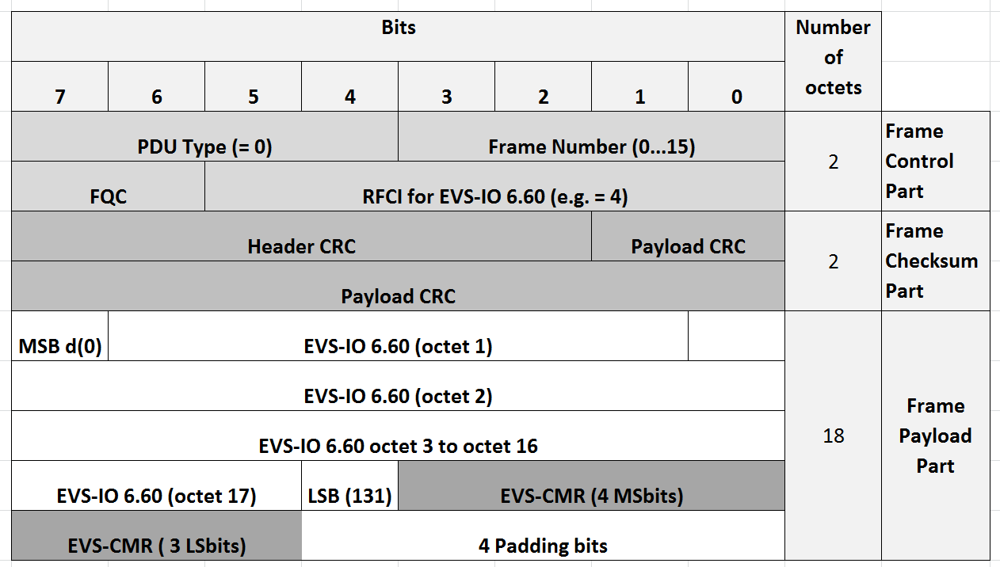 Bits
Number
of
octets
7 6 5 4 3 2 1 0
PDU Type (= 0) Frame Number (0...15)
2
Frame
Control
Part
FQC RFCI for EVS-IO 6.60 (e.g. = 4)
Header CRC Payload CRC
2
Frame
Checksum
Part
Payload CRC
MSB d(0) EVS-IO 6.60 (octet 1)
EVS-IO 6.60 (octet 2)
EVS-IO 6.60 octet 3 to octet 16
18
Frame
Payload
Part
EVS-IO 6.60 (octet 17) LSB (131) EVS-CMR (4 MSbits)
EVS-CMR ( 3 LSbits) 4 Padding bits